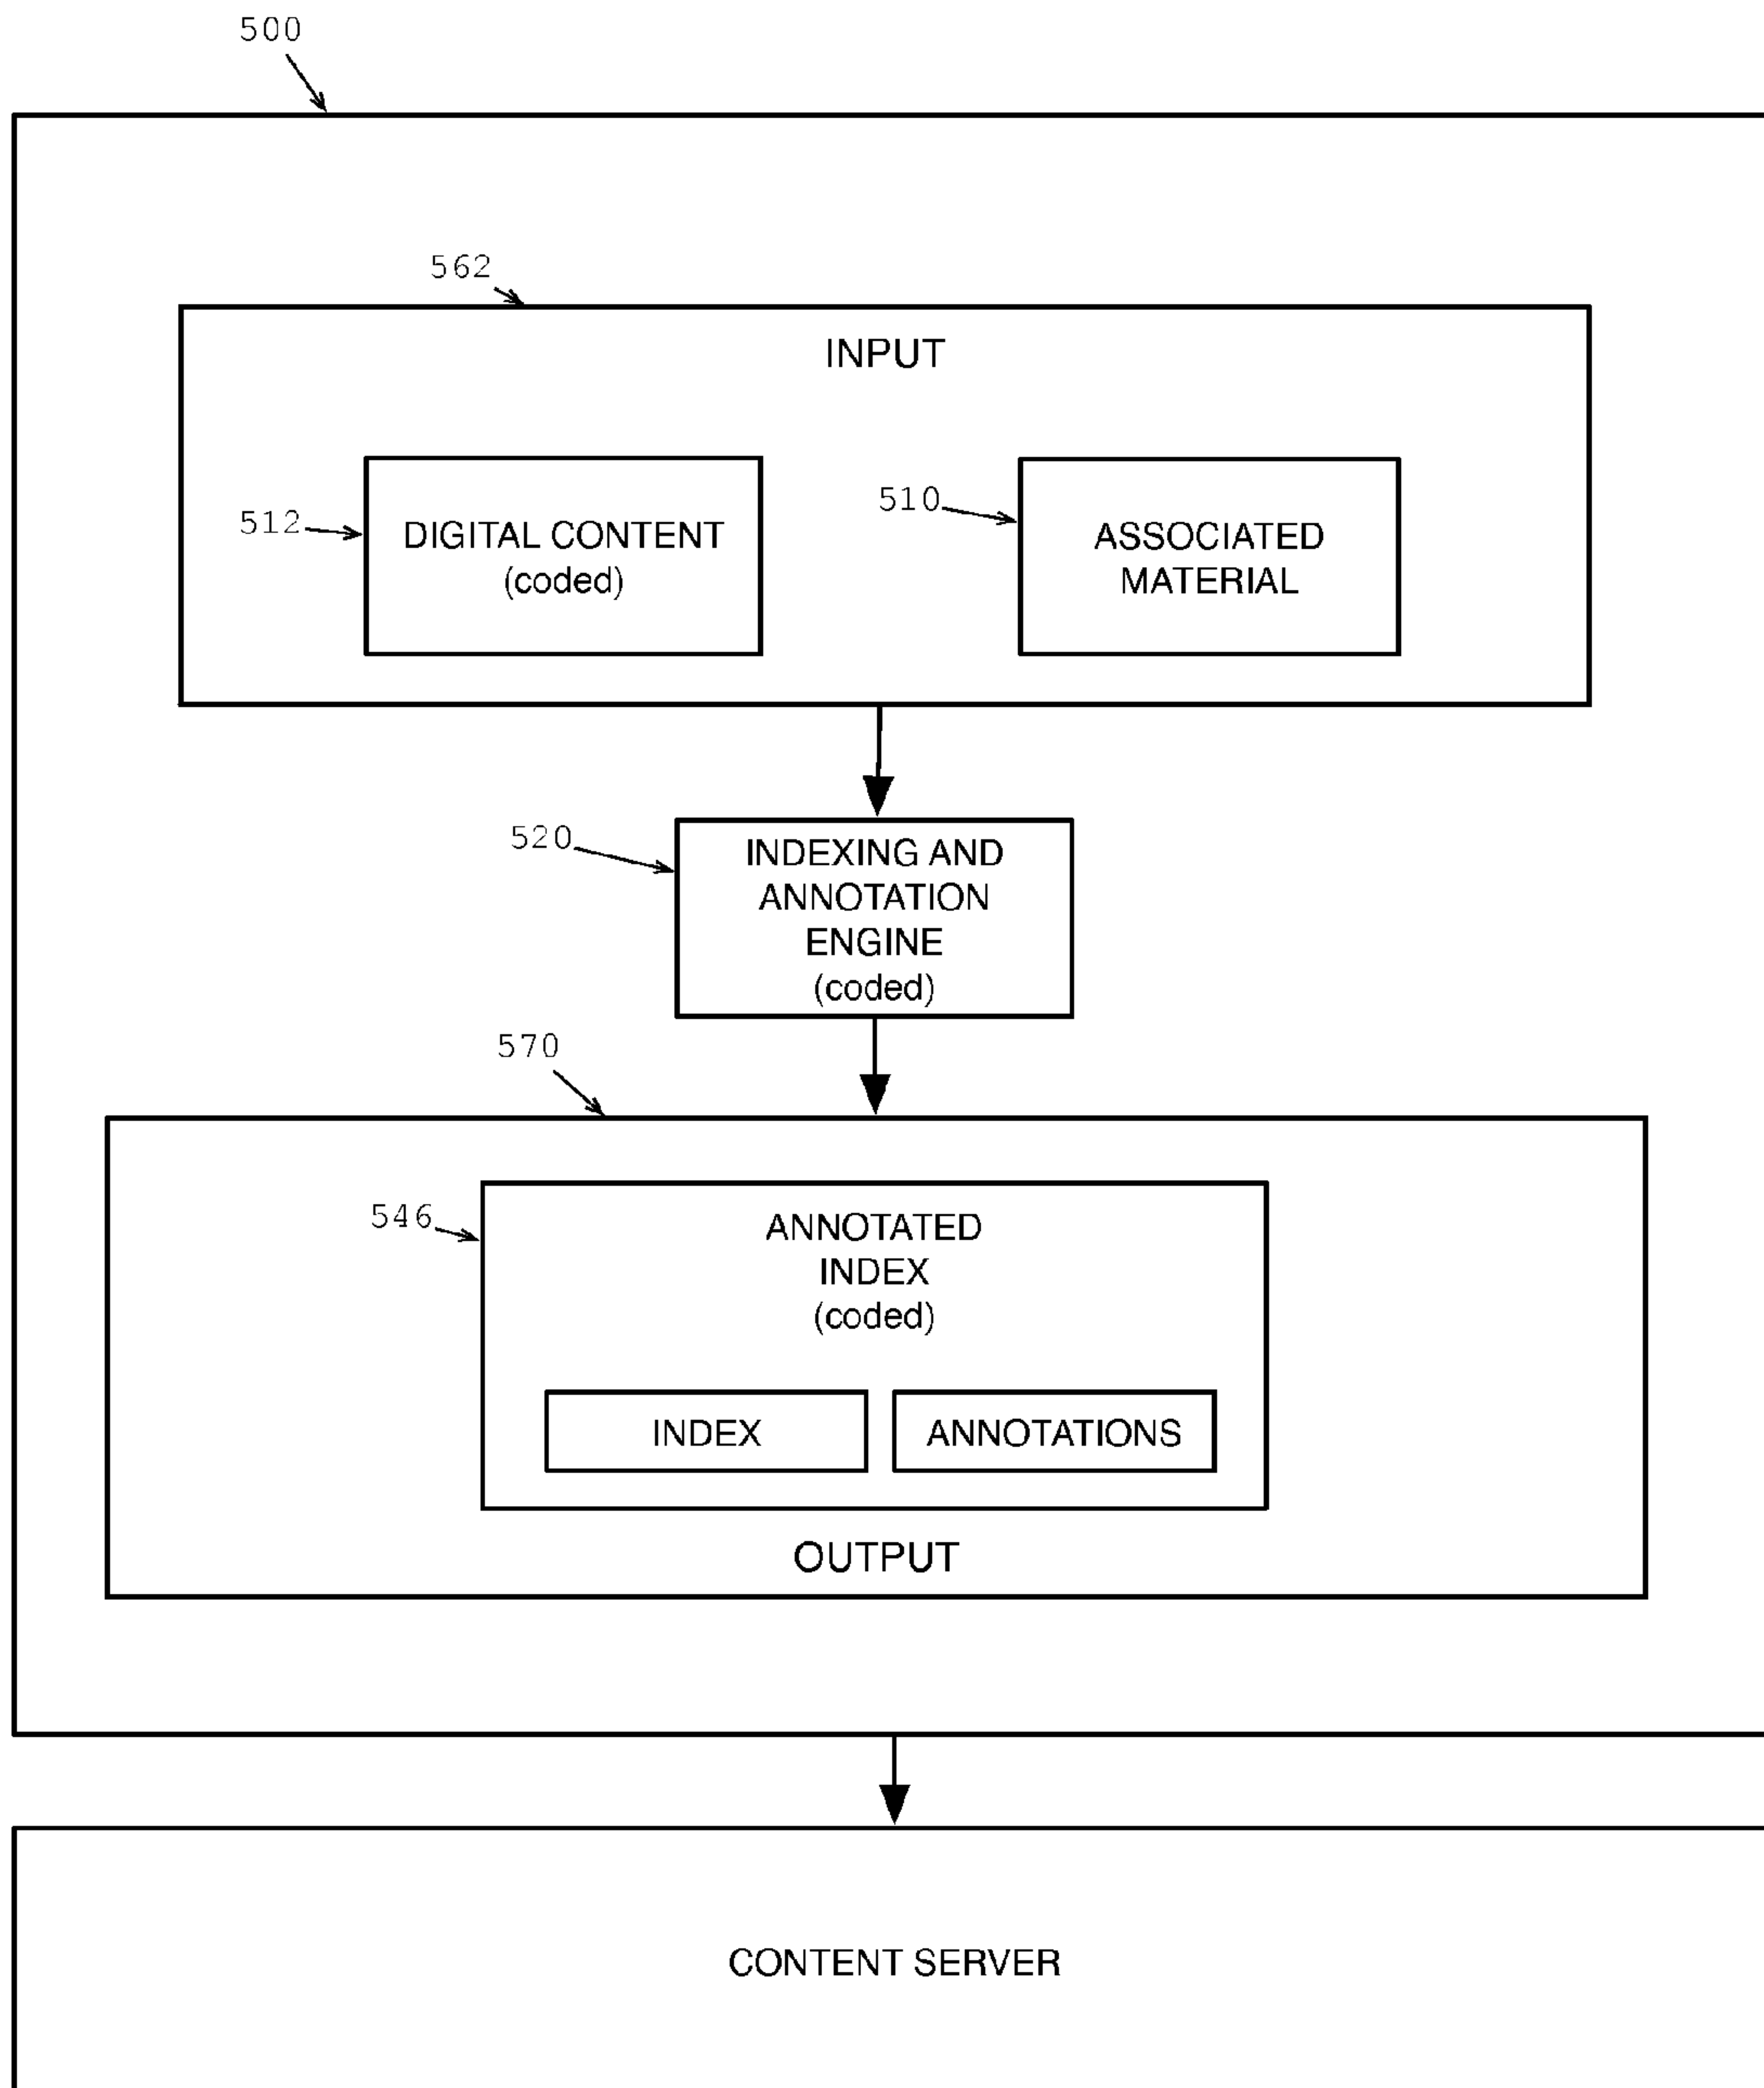 500
562
INPUT
512
DIGITAL CONTENT
(coded)
510
ASSOCIATED
MATERIAL
520
INDEXING AND
ANNOTATION
ENGINE
(coded)
570
546
ANNOTATED
INDEX
(coded)
INDEX
ANNOTATIONS
OUTPUT
CONTENT SERVER